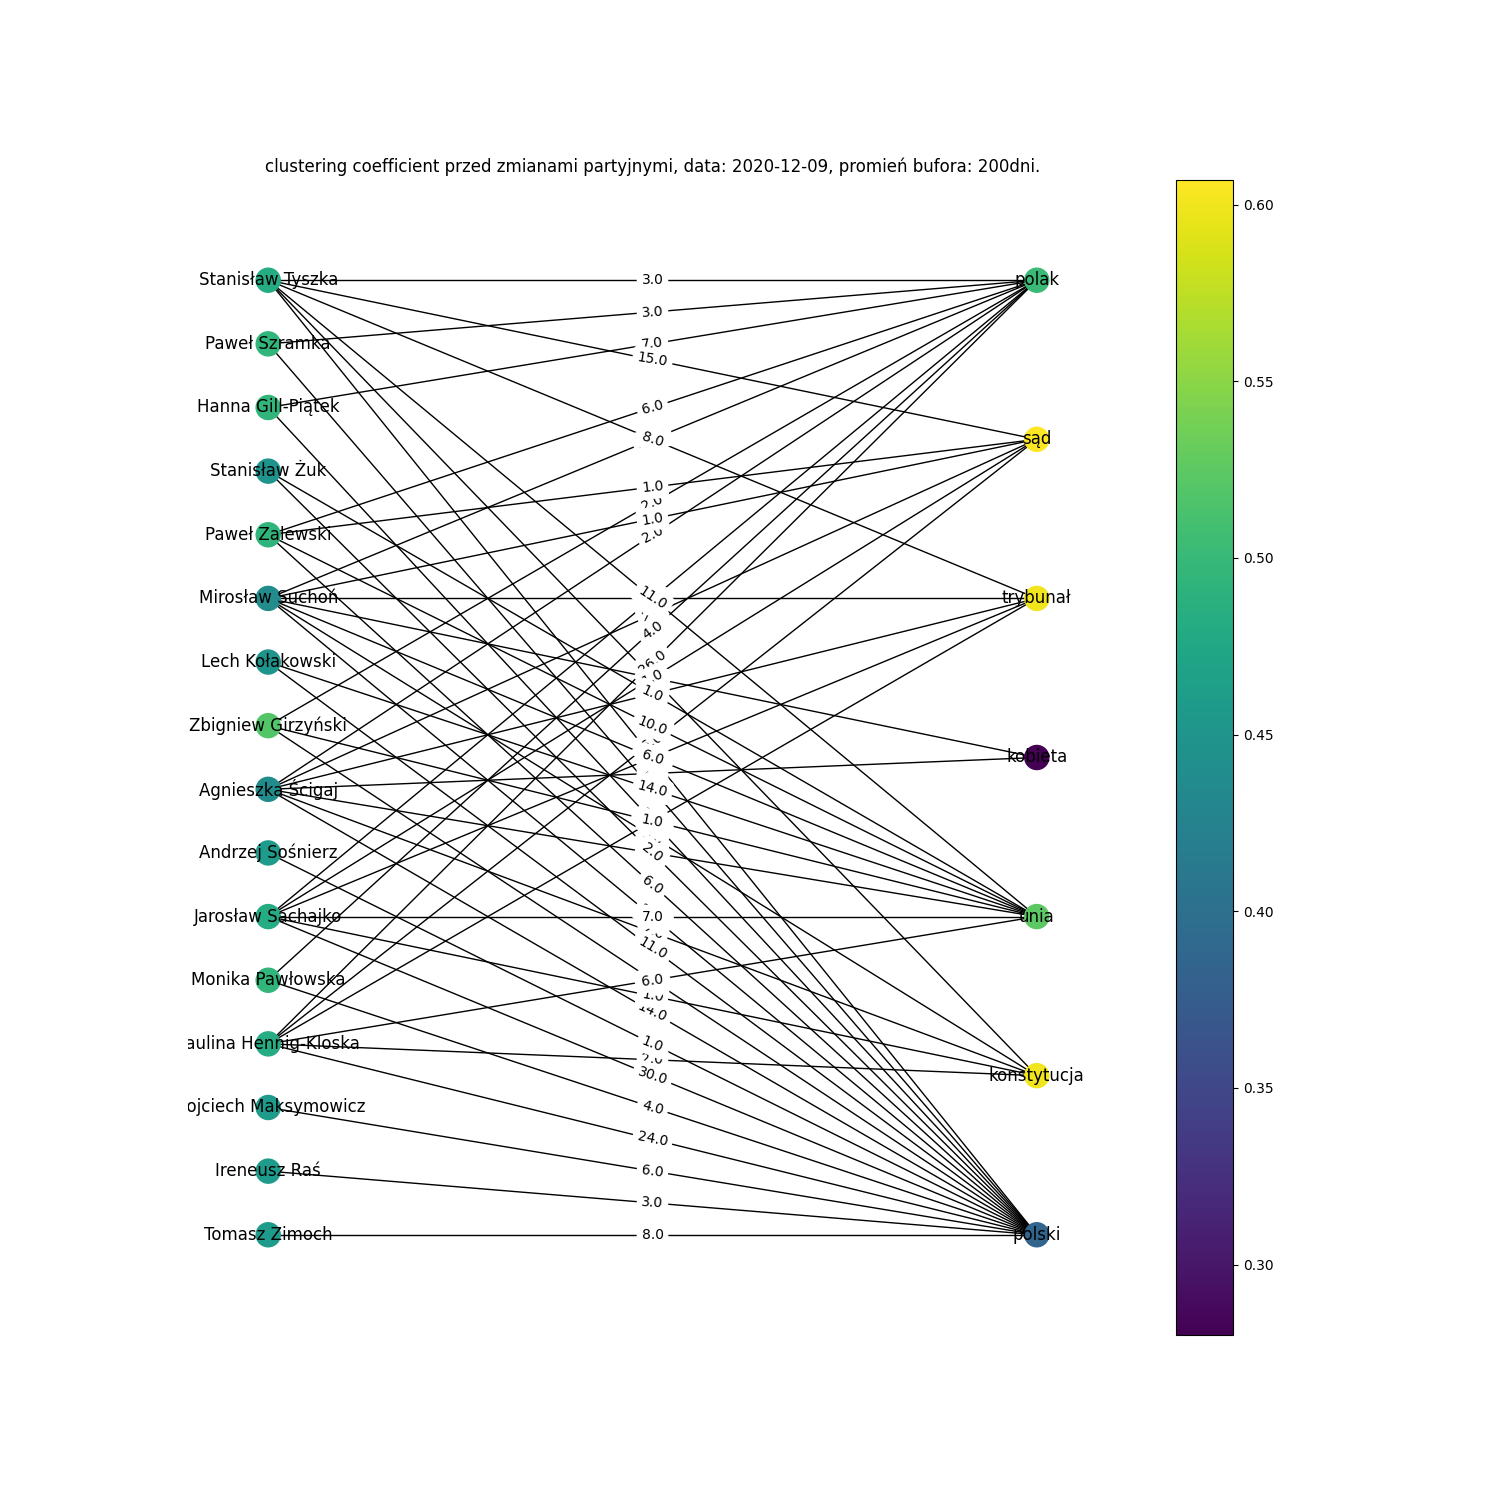 clustering coefficient przed zmianami partyjnymi, data: 2020-12-09, promień bufora: 200dni.
Stanisław Tyszka
Paweł Szramka
Hanna Gill-Piątek
Stanisław Żuk
Paweł Zalewski
Mirosław Suchoń
Lech Kołakowski
Zbigniew Girzyński
Agnieszka Ścigaj
Andrzej Sośnierz
Jarosław Sachajko
Monika Pawłowska
aulina Hennig-Kloska
ojciech Maksymowicz
Ireneusz Raś
Tomasz Zimoch
3.0
3.0
7.0
15.0
6.0
8.0
1.0
1.0
2.0
11.0
4.0
26.0
1.0
10.0
6.0
14.0
1.0
2.0
6.0
7.0
11.0
6.0
1.0
14.0
1.0
30.0
4.0
24.0
6.0
3.0
8.0
polak
sąd
trybunał
kobieta
unia
konstytucja
polski
0.60
0.55
0.50
0.45
0.40
0.35
0.30